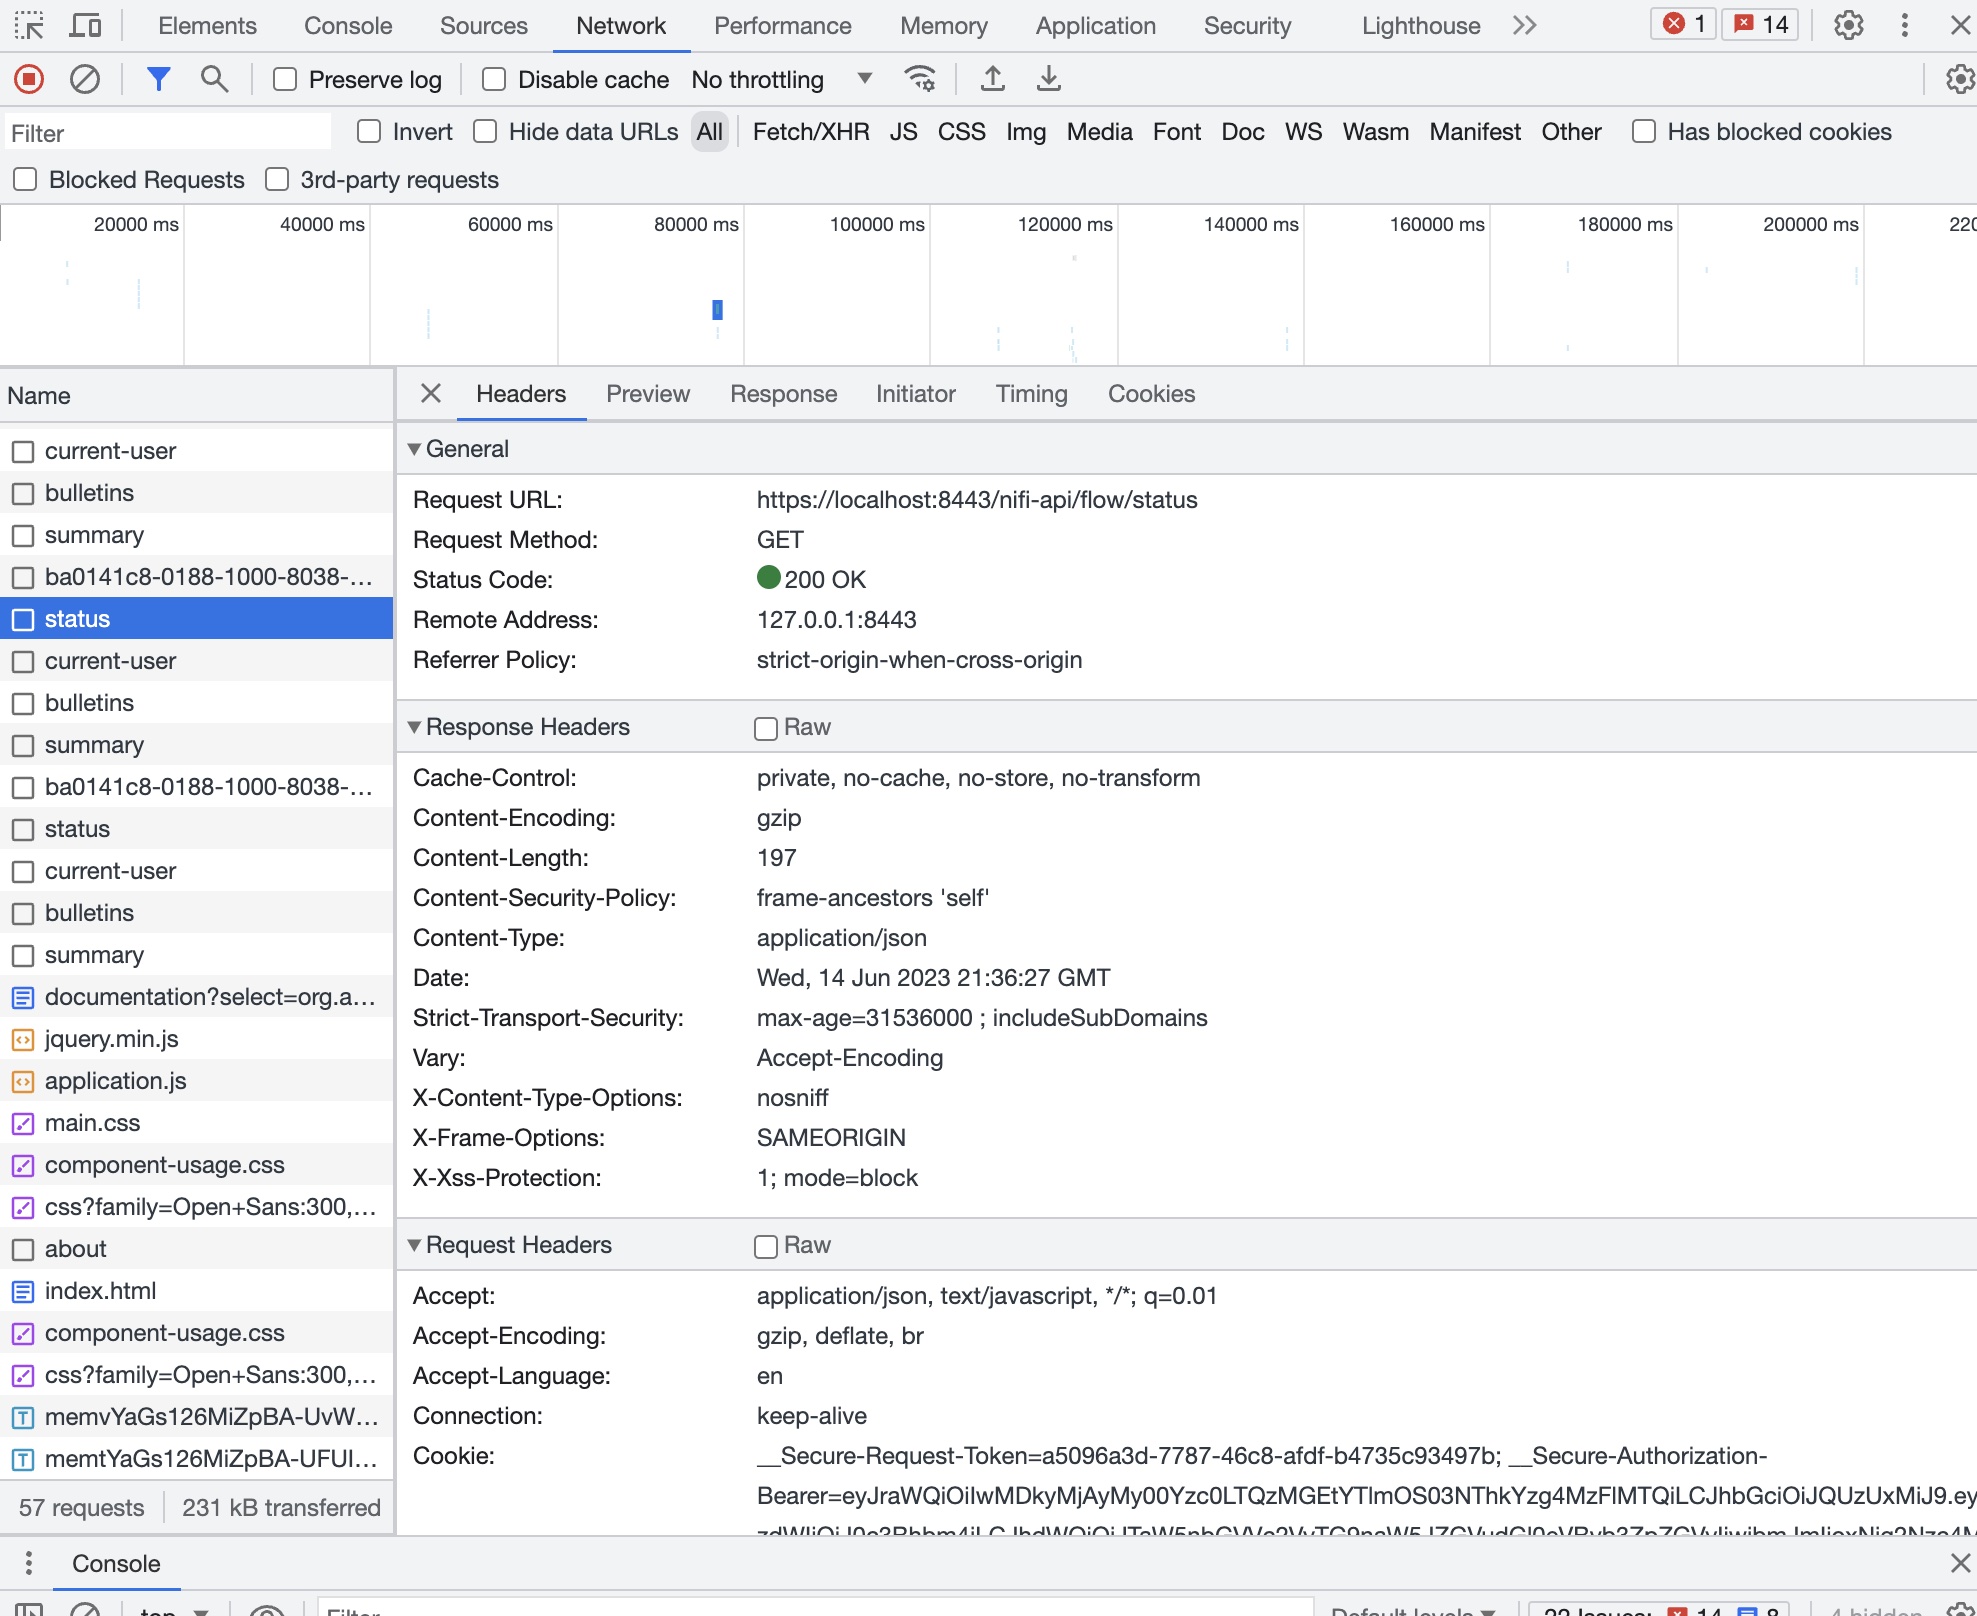 Elements Console Sources Network Performance Memory Application Security Lighthouse 1 14
Preserve log Disable cache No throttling
Filter Invert Hide data URLs All Fetch/XHR JS CSS Img Media Font Doc WS Wasm Manifest Other Has blocked cookies
Blocked Requests 3rd-party requests
20000 ms 40000 ms 60000 ms 80000 ms 100000 ms 120000 ms 140000 ms 160000 ms 180000 ms 200000 ms 220
Name
current-user
bulletins
summary
ba0141c8-0188-1000-8038-…
status
current-user
bulletins
summary
ba0141c8-0188-1000-8038-…
status
current-user
bulletins
summary
documentation?select=org.a…
jquery.min.js
application.js
main.css
component-usage.css
css?family=Open+Sans:300,…
about
index.html
component-usage.css
css?family=Open+Sans:300,…
memvYaGs126MiZpBA-UvW…
memtYaGs126MiZpBA-UFUI…
57 requests 231 kB transferred
Headers Preview Response Initiator Timing Cookies
General
Request URL: https://localhost:8443/nifi-api/flow/status
Request Method: GET
Status Code: 200 OK
Remote Address: 127.0.0.1:8443
Referrer Policy: strict-origin-when-cross-origin
Response Headers Raw
Cache-Control: private, no-cache, no-store, no-transform
Content-Encoding: gzip
Content-Length: 197
Content-Security-Policy: frame-ancestors 'self'
Content-Type: application/json
Date: Wed, 14 Jun 2023 21:36:27 GMT
Strict-Transport-Security: max-age=31536000 ; includeSubDomains
Vary: Accept-Encoding
X-Content-Type-Options: nosniff
X-Frame-Options: SAMEORIGIN
X-Xss-Protection: 1; mode=block
Request Headers Raw
Accept: application/json, text/javascript, */*; q=0.01
Accept-Encoding: gzip, deflate, br
Accept-Language: en
Connection: keep-alive
Cookie: __Secure-Request-Token=a5096a3d-7787-46c8-afdf-b4735c93497b; __Secure-Authorization-
Bearer=eyJraWQiOiIwMDkyMjAyMy00Yzc0LTQzMGEtYTlmOS03NThkYzg4MzFlMTQiLCJhbGciOiJQUzUxMiJ9.ey
Console
top Filter Default levels 22 Issues: 14 8 4 hidden